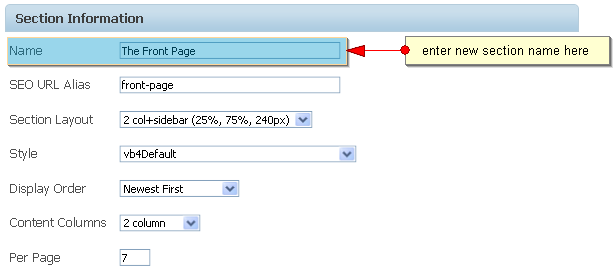 Section Information
Name The Front Page enter new section name here
SEO URL Alias front-page
Section Layout 2 col+sidebar (25%, 75%, 240px)
Style vb4Default
Display Order Newest First
Content Columns 2 column
Per Page 7